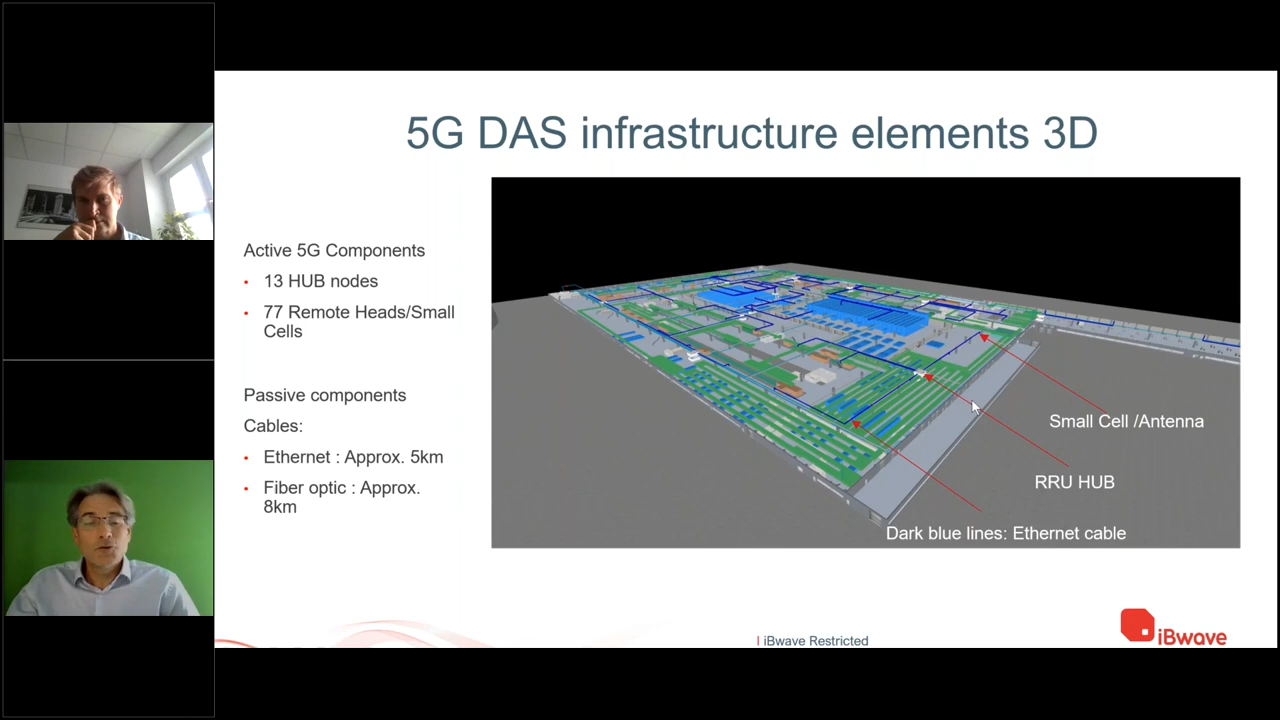 5G DAS infrastructure elements 3D
Active 5G Components
• 13 HUB nodes
• 77 Remote Heads/Small
Cells
Passive components
Cables:
• Ethernet : Approx. 5km
• Fiber optic : Approx.
8km
Small Cell /Antenna
RRU HUB
Dark blue lines: Ethernet cable
| iBwave Restricted
iBwave